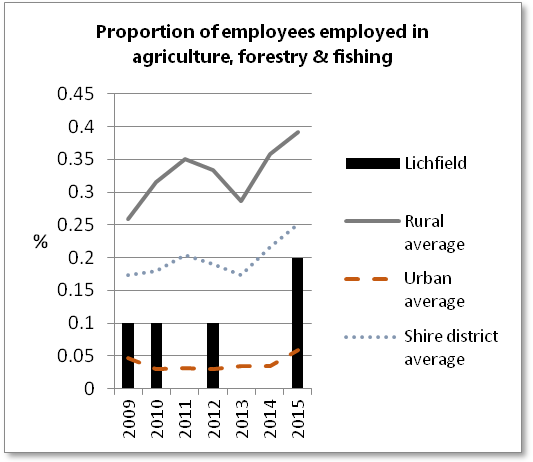 Proportion of employees employed in
agriculture, forestry & fishing
0.45
0.4
0.35
0.3
0.25
0.2
0.15
0.1
0.05
0
%
2009
2010
2011
2012
2013
2014
2015
Lichfield
Rural
average
Urban
average
Shire district
average